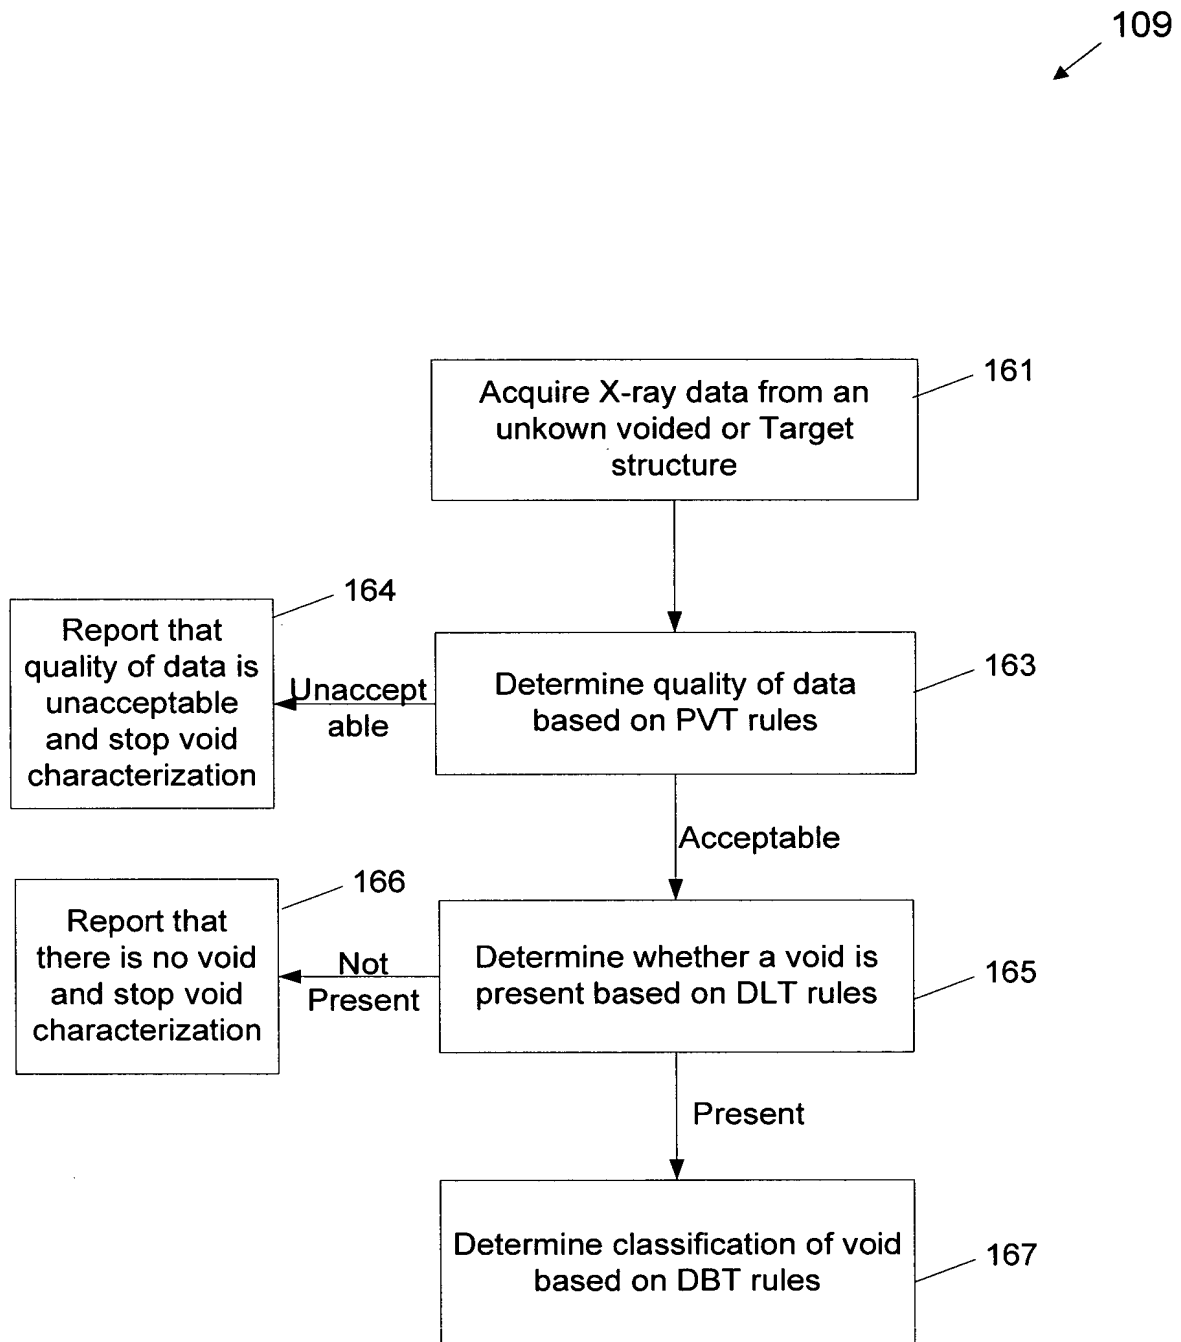 109
Acquire X-ray data from an
unkown voided or Target
structure
161
164
Report that
quality of data is
unacceptable
and stop void
characterization
Unaccept
able
Determine quality of data
based on PVT rules
163
Acceptable
166
Report that
there is no void
and stop void
characterization
Not
Present
Determine whether a void is
present based on DLT rules
165
Present
Determine classification of void
based on DBT rules
167